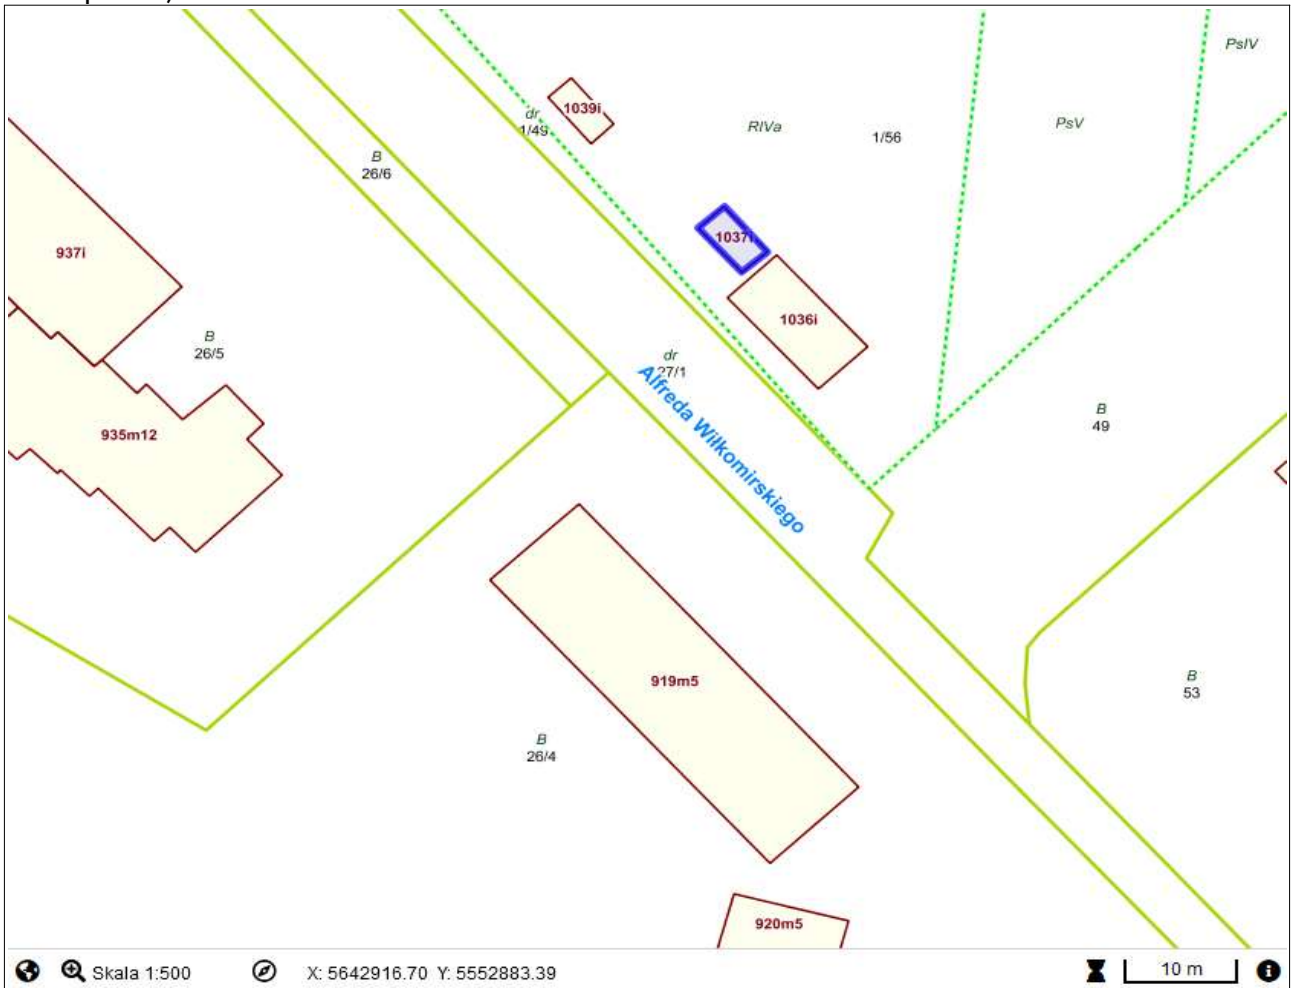 PsIV
1039i
dr
1/49
RIVa
1/56
PsV
B
26/6
1037i
937i
1036i
B
26/5
dr
27/1
Alfreda Wiłkomirskiego
B
49
935m12
919m5
B
53
B
26/4
920m5
Skala 1:500
X: 5642916.70 Y: 5552883.39
10 m